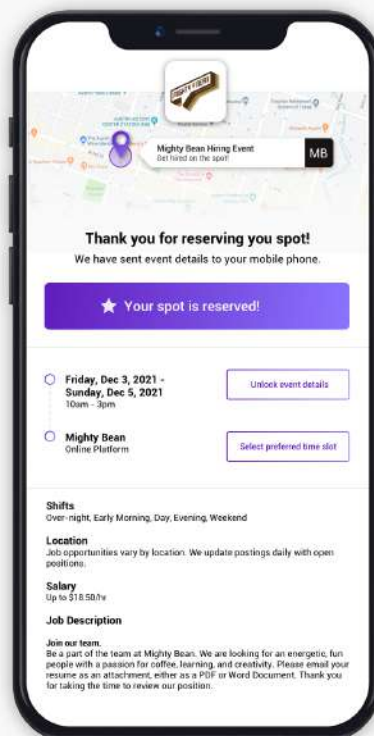 MIGHTY BEAN
Mighty Bean Hiring Event
Get hired on the spot!
MB
Thank you for reserving you spot!
We have sent event details to your mobile phone.
Your spot is reserved!
Friday, Dec 3, 2021 -
Sunday, Dec 5, 2021
10am - 3pm
Unlock event details
Mighty Bean
Online Platform
Select preferred time slot
Shifts
Over-night, Early Morning, Day, Evening, Weekend
Location
Job opportunities vary by location. We update postings daily with open
positions.
Salary
Up to $18.50/hr
Job Description
Join our team.
Be a part of the team at Mighty Bean. We are looking for an energetic, fun
people with a passion for coffee, learning, and creativity. Please email your
resume as an attachment, either as a PDF or Word Document. Thank you
for taking the time to review our position.